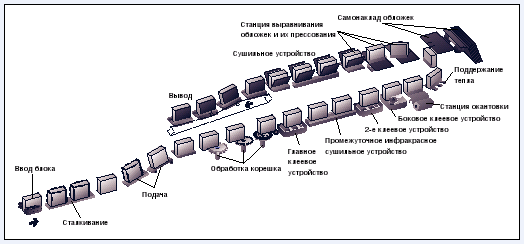 Самонаклад обложек
Станция выравнивания
обложек и их прессования
Сушильное устройство
Поддержание
тепла
Вывод
Станция окантовки
Боковое клеевое устройство
2-е клеевое устройство
Промежуточное инфракрасное
сушильное устройство
Главное
клеевое
устройство
Обработка корешка
Ввод блока
Подача
Сталкивание